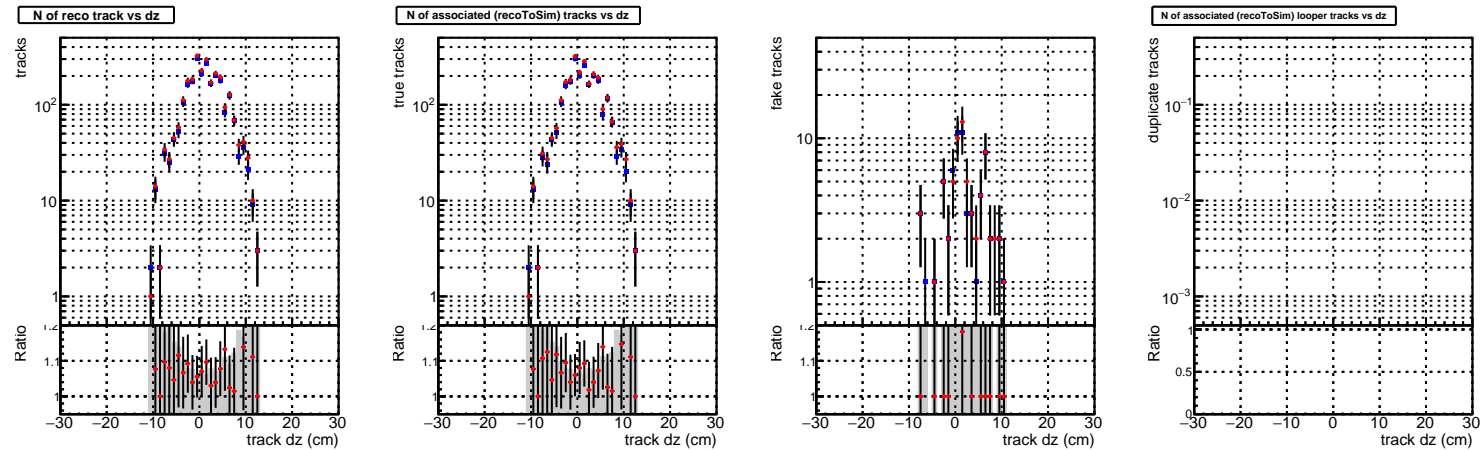 N of reco track vs dz
tracks
10²
10
1
Ratio
1.2
1.1
1
−30 −20 −10 0 10 20 30
track dz (cm)
N of associated (recoToSim) tracks vs dz
true tracks
10²
10
1
Ratio
1.2
1.1
1
−30 −20 −10 0 10 20 30
track dz (cm)
fake tracks
10
1
Ratio
1.2
1.1
1
−30 −20 −10 0 10 20 30
track dz (cm)
N of associated (recoToSim) looper tracks vs dz
duplicate tracks
10⁻¹
10⁻²
10⁻³
Ratio
1
0.5
0
−30 −20 −10 0 10 20 30
track dz (cm)